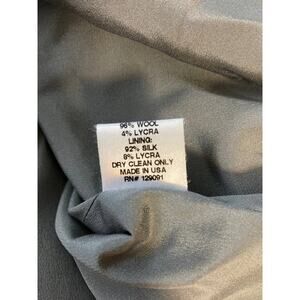 96% WOOL
4% LYCRA
LINING:
92% SILK
8% LYCRA
DRY CLEAN ONLY
MADE IN USA
RN# 129091